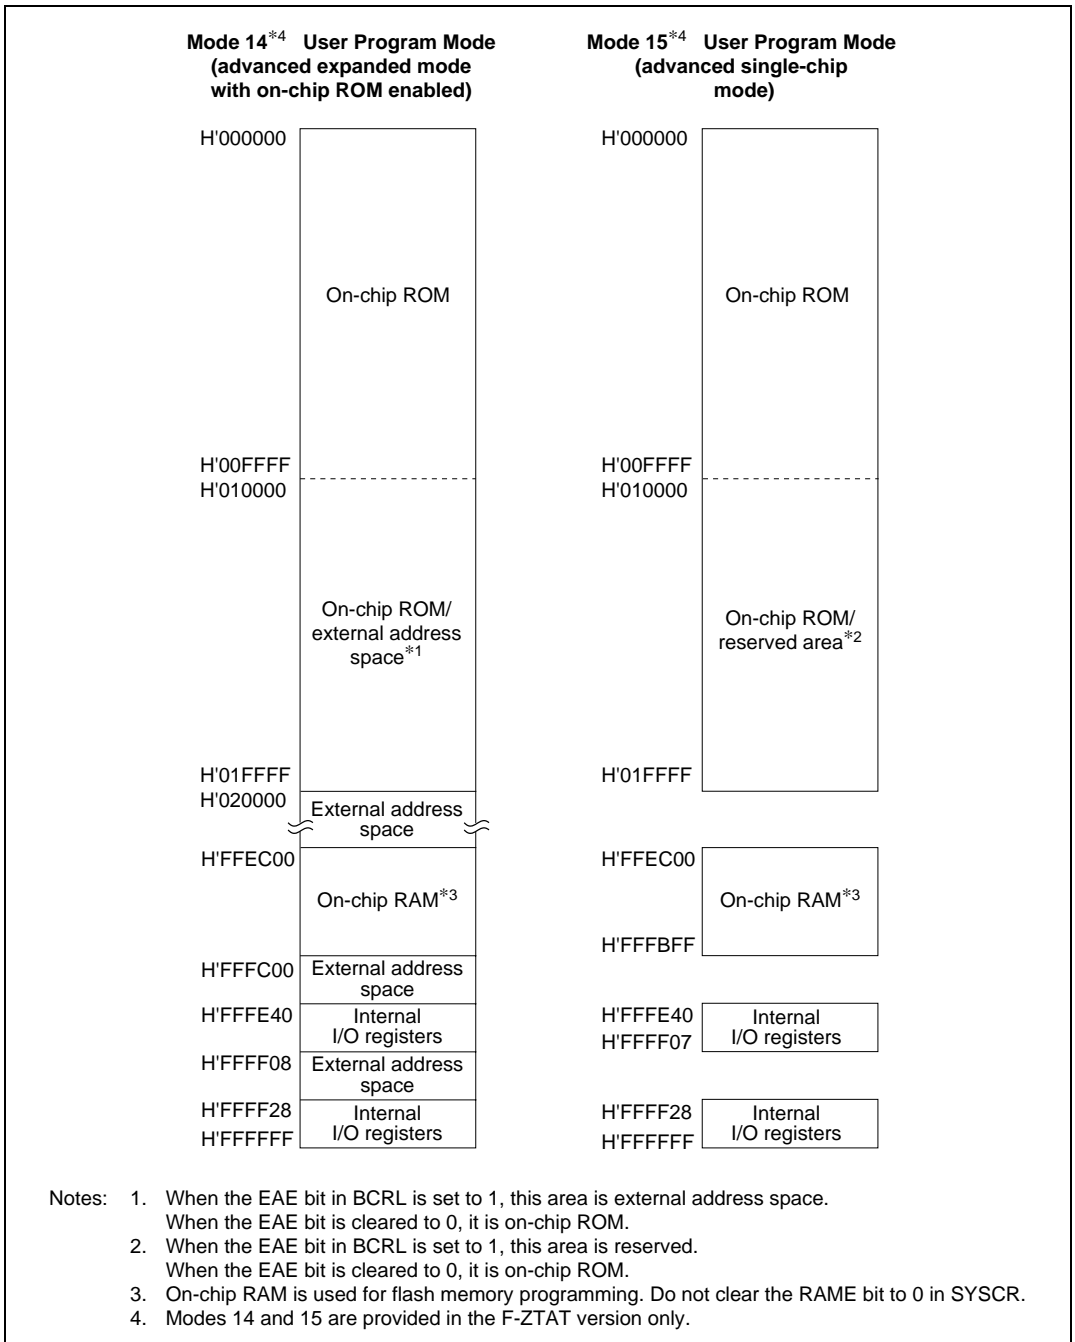 Mode 14*4 User Program Mode
(advanced expanded mode
with on-chip ROM enabled)
H'000000
On-chip ROM
H'00FFFF
H'010000
On-chip ROM/
external address
space*1
H'01FFFF
H'020000
External address
space
H'FFEC00
On-chip RAM*3
H'FFFC00
External address
space
H'FFFE40
Internal
I/O registers
H'FFFF08
External address
space
H'FFFF28
Internal
I/O registers
H'FFFFFF
Mode 15*4 User Program Mode
(advanced single-chip
mode)
H'000000
On-chip ROM
H'00FFFF
H'010000
On-chip ROM/
reserved area*2
H'01FFFF
H'FFEC00
On-chip RAM*3
H'FFFBFF
H'FFFE40
Internal
I/O registers
H'FFFF07
H'FFFF28
Internal
I/O registers
H'FFFFFF
Notes: 1. When the EAE bit in BCRL is set to 1, this area is external address space.
When the EAE bit is cleared to 0, it is on-chip ROM.
2. When the EAE bit in BCRL is set to 1, this area is reserved.
When the EAE bit is cleared to 0, it is on-chip ROM.
3. On-chip RAM is used for flash memory programming. Do not clear the RAME bit to 0 in SYSCR.
4. Modes 14 and 15 are provided in the F-ZTAT version only.